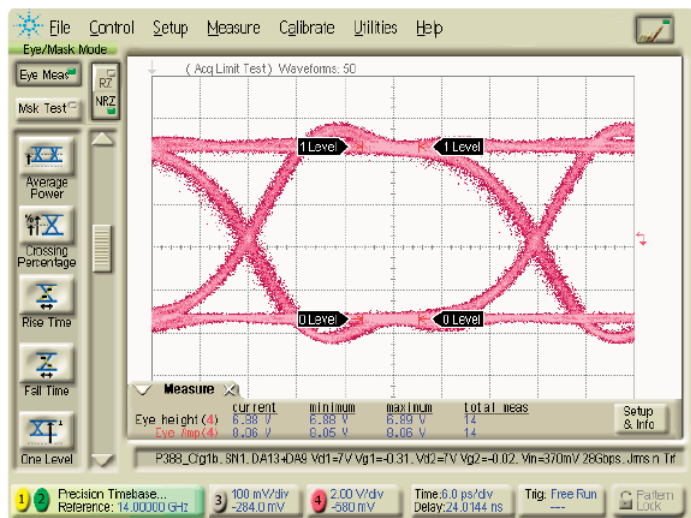 File Control Setup Measure Calibrate Utilities Help
Eye/Mask Mode
Eye Meas
RZ
NRZ
Msk Test
(Acq Limit Test) Waveforms: 50
1 Level 1 Level
0 Level 0 Level
Average
Power
Crossing
Percentage
Rise Time
Fall Time
One Level
Measure
current minimum maximum total meas
Eye height(4) 6.88 V 6.88 V 6.89 V 14
Eye Amp(4) 8.06 V 8.05 V 8.06 V 14
Setup
& Info
P388_Cfg1b, SN1, DA13+DA9 Vd1=7V Vg1=-0.31, Vd2=7V Vg2=-0.02, Vin=370mV 28Gbps, Jrms n Trf
1 2 Precision Timebase...
Reference: 14.00000 GHz
3 100 mV/div
-284.0 mV
4 2.00 V/div
-580 mV
Time:6.0 ps/div
Delay:24.0144 ns
Trig: Free Run
Pattern
Lock